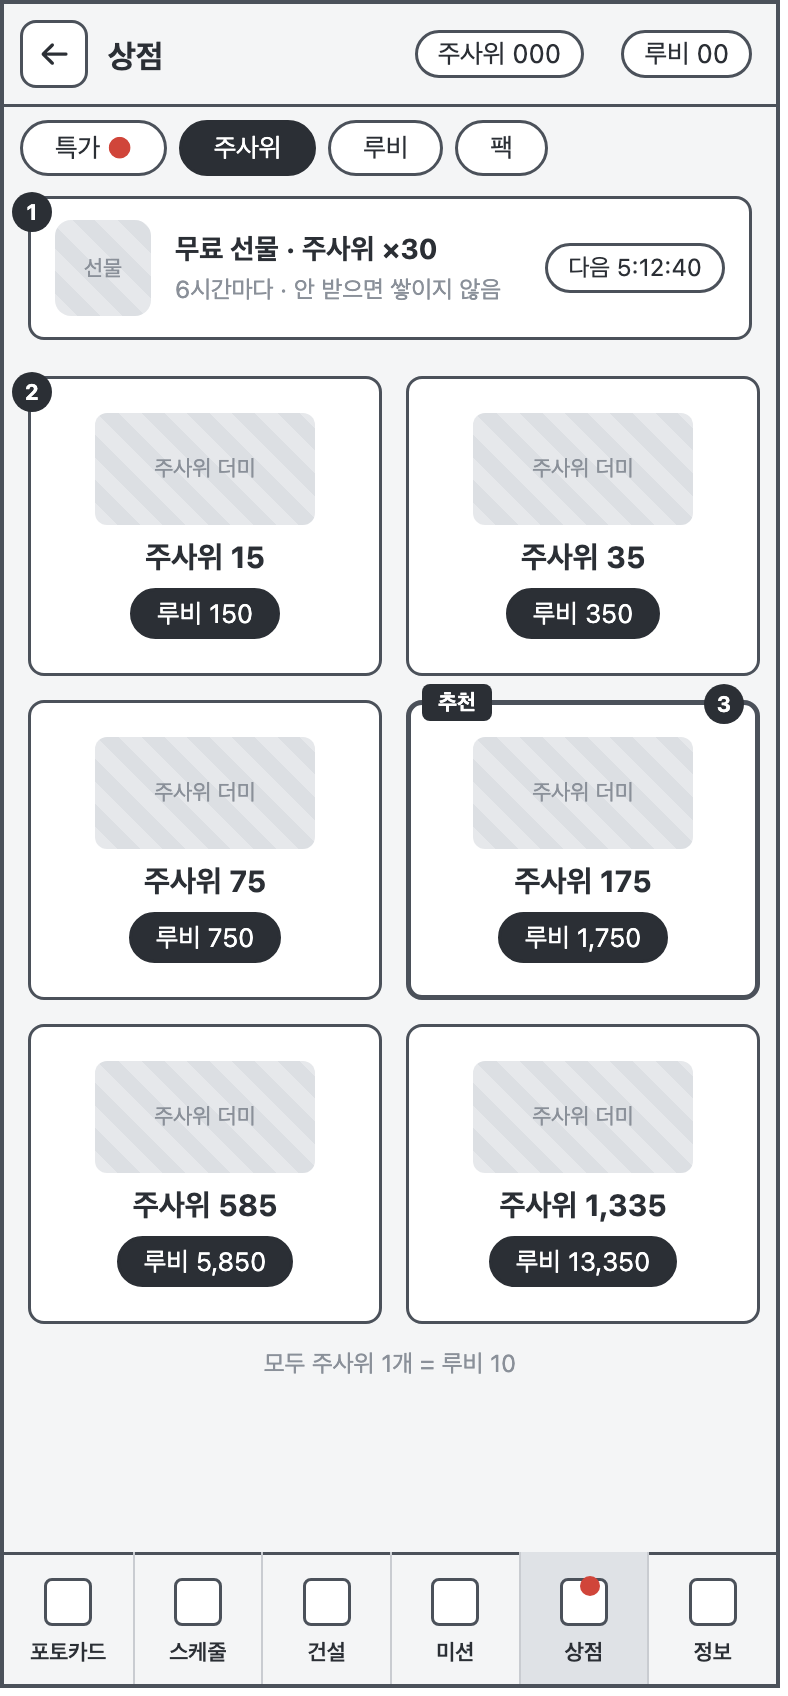 상점
주사위 000
루비 00
특가
주사위
루비
팩
1
선물
무료 선물 · 주사위 ×30
6시간마다 · 안 받으면 쌓이지 않음
다음 5:12:40
2
주사위 더미
주사위 15
루비 150
주사위 더미
주사위 35
루비 350
주사위 더미
주사위 75
루비 750
추천
3
주사위 더미
주사위 175
루비 1,750
주사위 더미
주사위 585
루비 5,850
주사위 더미
주사위 1,335
루비 13,350
모두 주사위 1개 = 루비 10
포토카드
스케줄
건설
미션
상점
정보